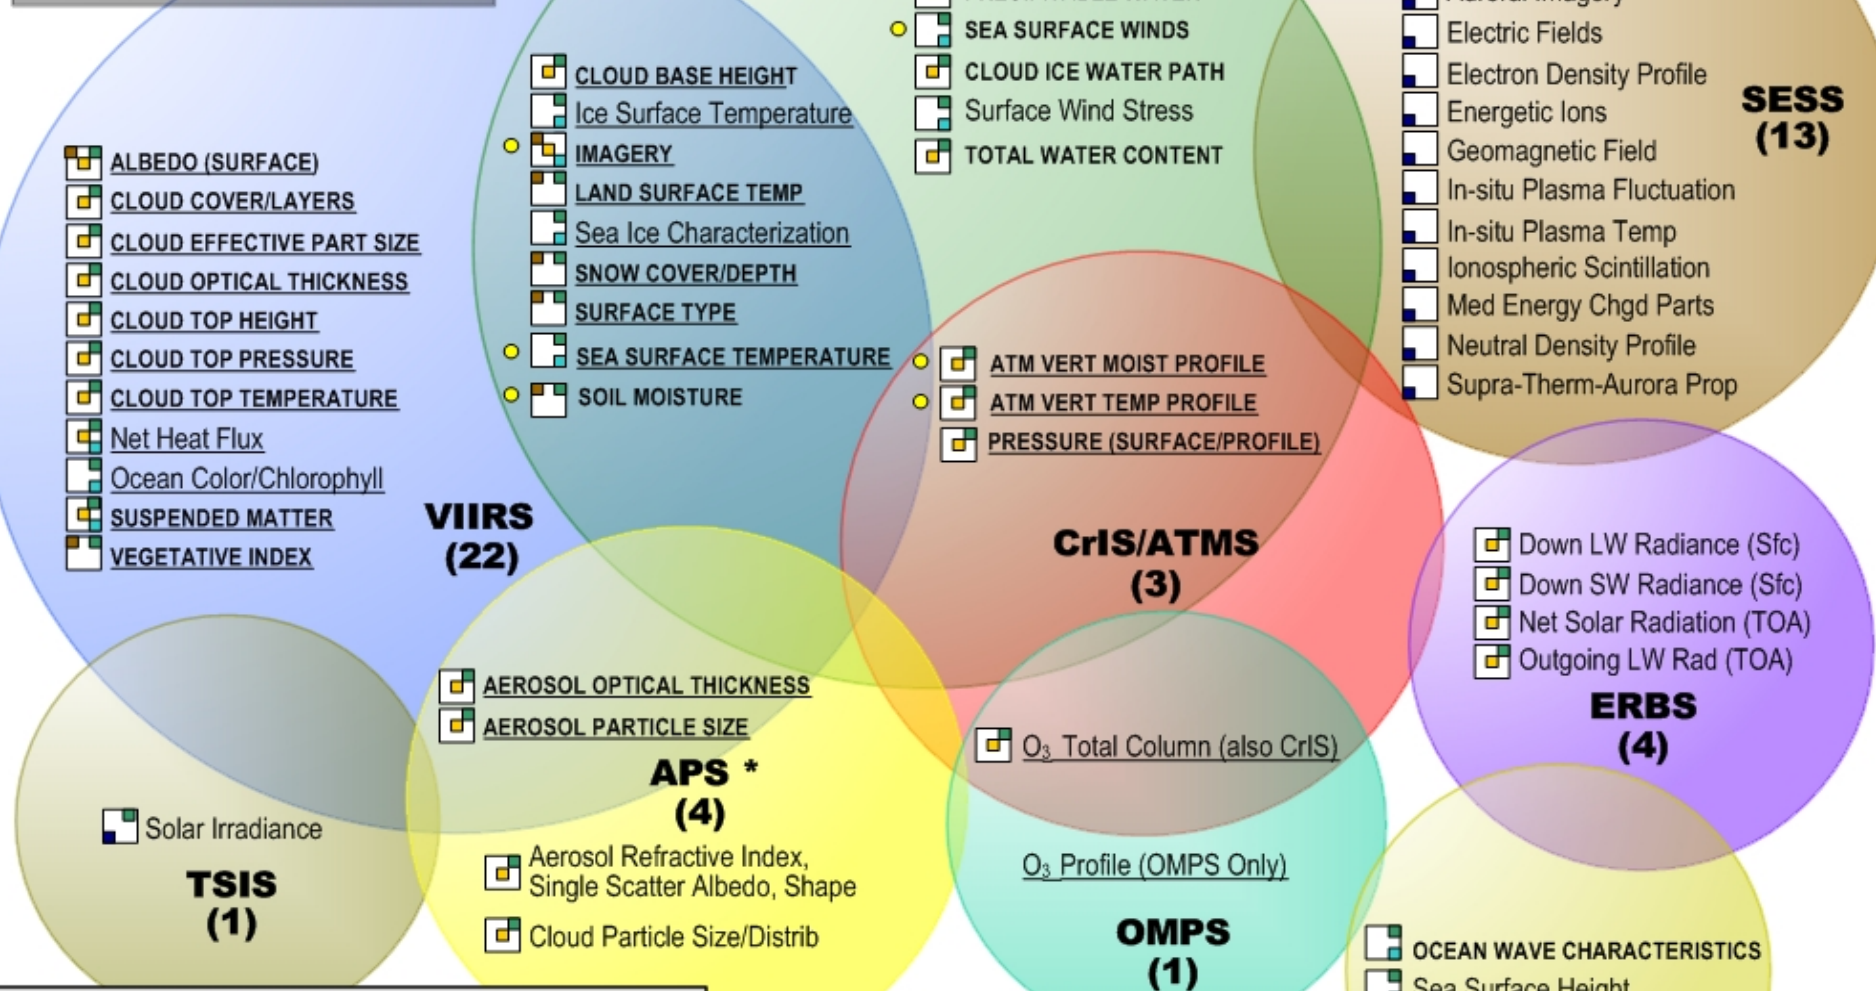 ALBEDO (SURFACE)
CLOUD COVER/LAYERS
CLOUD EFFECTIVE PART SIZE
CLOUD OPTICAL THICKNESS
CLOUD TOP HEIGHT
CLOUD TOP PRESSURE
CLOUD TOP TEMPERATURE
Net Heat Flux
Ocean Color/Chlorophyll
SUSPENDED MATTER
VEGETATIVE INDEX
VIIRS
(22)
CLOUD BASE HEIGHT
Ice Surface Temperature
IMAGERY
LAND SURFACE TEMP
Sea Ice Characterization
SNOW COVER/DEPTH
SURFACE TYPE
SEA SURFACE TEMPERATURE
SOIL MOISTURE
SEA SURFACE WINDS
CLOUD ICE WATER PATH
Surface Wind Stress
TOTAL WATER CONTENT
Electric Fields
Electron Density Profile
Energetic Ions
Geomagnetic Field
In-situ Plasma Fluctuation
In-situ Plasma Temp
Ionospheric Scintillation
Med Energy Chgd Parts
Neutral Density Profile
Supra-Therm-Aurora Prop
SESS
(13)
ATM VERT MOIST PROFILE
ATM VERT TEMP PROFILE
PRESSURE (SURFACE/PROFILE)
CrIS/ATMS
(3)
Down LW Radiance (Sfc)
Down SW Radiance (Sfc)
Net Solar Radiation (TOA)
Outgoing LW Rad (TOA)
ERBS
(4)
AEROSOL OPTICAL THICKNESS
AEROSOL PARTICLE SIZE
APS *
(4)
Aerosol Refractive Index,
Single Scatter Albedo, Shape
Cloud Particle Size/Distrib
Solar Irradiance
TSIS
(1)
O3 Total Column (also CrIS)
O3 Profile (OMPS Only)
OMPS
(1)
OCEAN WAVE CHARACTERISTICS
Sea Surface Height